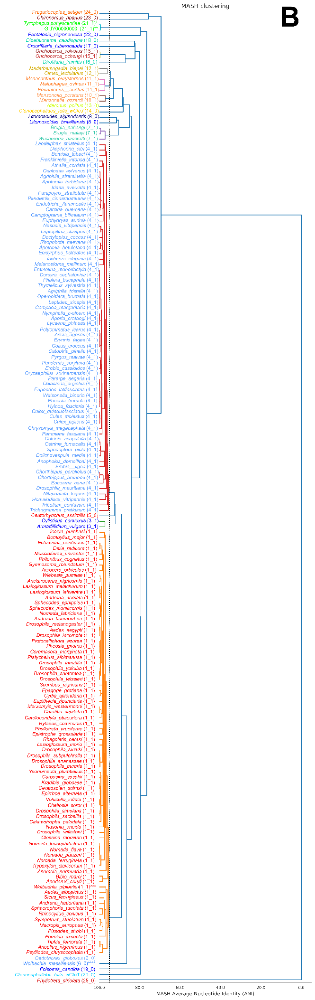 MASH clustering
B
Fragariocoptes_setiger (24_0)
Chironomus_riparius (23_0)
Tyrophagus_putrescentiae (21_1)*
GIJY00000000 (21_1)**
Pentalonia_nigronervosa (22_0)
Dipetalonema_caudispina (18_0)
Cruorifilaria_tuberocauda (17_0)
Onchocerca_volvulus (15_1)
Onchocerca_ochengi (15_1)
Dirofilaria_immitis (16_0)
Madathamugadia_hiepei (12_1)
Cimex_lectularius (12_1)
Menacanthus_eurysternus (11_1)
Melophagus_ovinus (11_1)
Penenirmus__auritus (11_1)
Mansonella_perstans (10_1)
Mansonella_ozzardi (10_1)
Atemnus_politus (13_0)
Ctenocephalides_felis_wCfeJ (14_0)
Litomosoides_sigmodontis (9_0)
Litomosoides_brasiliensis (8_0)
Brugia_pahangi (7_1)
Brugia_malayi (7_1)
Wuchereria_bancrofti (7_1)
Laodelphax_striatellus (4_1)
Diaphorina_citri (4_1)
Bemisia_tabaci (4_1)
Frankliniella_intonsa (4_1)
Athalia_cordata (4_1)
Ochlodes_sylvanus (4_1)
Agriphila_straminella (4_1)
Apotomis_turbidana (4_1)
Idaea_aversata (4_1)
Parapoynx_stratiotata (4_1)
Pandemis_cinnamomeana (4_1)
Endotricha_flammealis (4_1)
Carcina_quercana (4_1)
Camptogramma_bilineaum (4_1)
Euphydryas_aurinia (4_1)
Nasonia_vitripennis (4_1)
Leptopilina_clavipes (4_1)
Dactylopius_coccus (4_1)
Rhopobota_naevana (4_1)
Apotomis_betuletana (4_1)
Episyrphus_balteatus (4_1)
Ischnura_elegans (4_1)
Melanostoma_mellinum (4_1)
Emmelina_monodactyla (4_1)
Corcyra_cephalonica (4_1)
Phalera_bucephala (4_1)
Thymelicus_sylvestris (4_1)
Agriphila_tristella (4_1)
Operophtera_brumata (4_1)
Leptidea_sinapis (4_1)
Campaea_margaritaria (4_1)
Nymphalis_c-album (4_1)
Aporia_crataegi (4_1)
Lycaena_phlaeas (4_1)
Polyommatus_icarus (4_1)
Aricia_agestis (4_1)
Erynnis_tages (4_1)
Colias_croceus (4_1)
Catoptria_pinella (4_1)
Pyrgus_malvae (4_1)
Pandemis_corylana (4_1)
Erebia_cassioides (4_1)
Oryzaephilus_surinamensis (4_1)
Pararge_aegeria (4_1)
Celastrina_argiolus (4_1)
Eupeodes_latifasciatus (4_1)
Watsonalla_binaria (4_1)
Pheosia_tremula (4_1)
Hylaea_fasciaria (4_1)
Culex_quinquefasciatus (4_1)
Culex_molestus (4_1)
Culex_pipiens (4_1)
Chrysomya_megacephala (4_1)
Pammene_fasciana (4_1)
Ostrinia_scapulalis (4_1)
Ostrinia_furnacalis (4_1)
Spodoptera_picta (4_1)
Dolichovespula_media (4_1)
Anopheles_demeilloni (4_1)
Erebia__ligea (4_1)
Chorthippus_parallelus (4_1)
Chorthippus_brunneu (4_1)
Eucosma_cana (4_1)
Drosophila_mauritiana (4_1)
Nilaparvata_lugens (4_1)
Homalodisca_vitripennis (4_1)
Tribolium_confusum (4_1)
Trichogramma_pretiosum (4_1)
Ceutorhynchus_assimilis (5_0)
Cylisticus_convexus (3_1)
Armadillidium_vulgare (3_1)
Icerya_purchasi (1_1)
Bombylius_major (1_1)
Ectemnius_continuus (1_1)
Delia_radicum (1_1)
Muscidifurax_uniraptor (1_1)
Philonthus_cognatus (1_1)
Gymnosoma_rotundatum (1_1)
Acrocera_orbiculus (1_1)
Wiebesia_pumilae (1_1)
Ancistrocerus_nigricornis (1_1)
Lasioglossum_malachurum (1_1)
Lasioglossum_lativentre (1_1)
Andrena_dorsata (1_1)
Sphecodes_ephippius (1_1)
Sphecodes_monilicornis (1_1)
Nomada_fabriciana (1_1)
Andrena_haemorrhoa (1_1)
Drosophila_melanogaster (1_1)
Aedes_aegypti (1_1)
Drosophila_incompta (1_1)
Protocalliphora_azurea (1_1)
Pheosia_gnoma (1_1)
Coremacera_marginata (1_1)
Platycheirus_albimanusa (1_1)
Drosophila_innubila (1_1)
Drosophila_yakuba (1_1)
Drosophila_santomea (1_1)
Drosophila_teissieri (1_1)
Scambus_nigricans (1_1)
Epagoge_grotiana (1_1)
Cydia_splendana (1_1)
Eupithecia_tripunctaria (1_1)
Merzomyia_westermanni (1_1)
Ceratitis_capitata (1_1)
Cardiocondyla_obscuriora (1_1)
Hylaeus_communis (1_1)
Phyllotreta_cruciferae (1_1)
Epistrophe_grossularia (1_1)
Rhagoletis_cerasi (1_1)
Lasioglossum_morio (1_1)
Drosophila_suzuki (1_1)
Drosophila_subpulchrella (1_1)
Drosophila_ananassae (1_1)
Drosophila_auraria (1_1)
Yponomeuta_plumbellus (1_1)
Carposina_sasakii (1_1)
Kradibia_gibbosae (1_1)
Ceratosolen_solmsi (1_1)
Epirrhoe_alternata (1_1)
Volucella_inflata (1_1)
Cheilosia_soror (1_1)
Drosophila_simulans (1_1)
Drosophila_sechellia (1_1)
Calamotropha_paludela (1_1)
Nasonia_oneida (1_1)
Drosophila_willistoni (1_1)
Glossina_morsitan (1_1)
Nomada_leucophthalma (1_1)
Nomada_flava (1_1)
Nomada_panzeri (1_1)
Nomada_ferruginata (1_1)
Trypoxylon_clavicerum (1_1)
Anomoia_purmunda (1_1)
Bibio_marci (1_1)
Apoderus_coryli (1_1)
Wolbachia_pipientis (1_1)***
Aedes_albopictus (1_1)
Sicus_ferrugineus (1_1)
Andrena_hattorfiana (1_1)
Sphaerophoria_taeniata (1_1)
Rhinocyllus_conicus (1_1)
Sympetrum_striolatum (1_1)
Macropis_europaea (1_1)
Pissodes_strobi (1_1)
Formica_exsecta (1_1)
Tiphia_femorata (1_1)
Anoplius_nigerrimus (1_1)
Psylliodes_chrysocephala (1_1)
Oedothorax_gibbosus (2_0)
Wolbachia_massiliensis (6_0)****
Folsomia_candida (19_0)
Ctenocephalides_felis_wCfeT (20_0)
Phyllotreta_striolata (25_0)
100.0 80.0 60.0 40.0 20.0 0.0
MASH Average Nucleotide Identity (ANI)